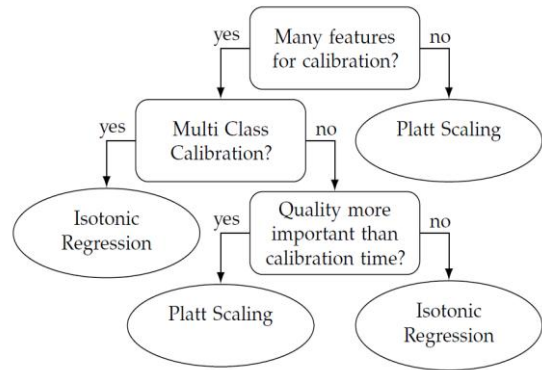 yes
Many features
for calibration?
no
yes
Multi Class
Calibration?
no
Platt Scaling
Isotonic
Regression
yes
Quality more
important than
calibration time?
no
Platt Scaling
Isotonic
Regression